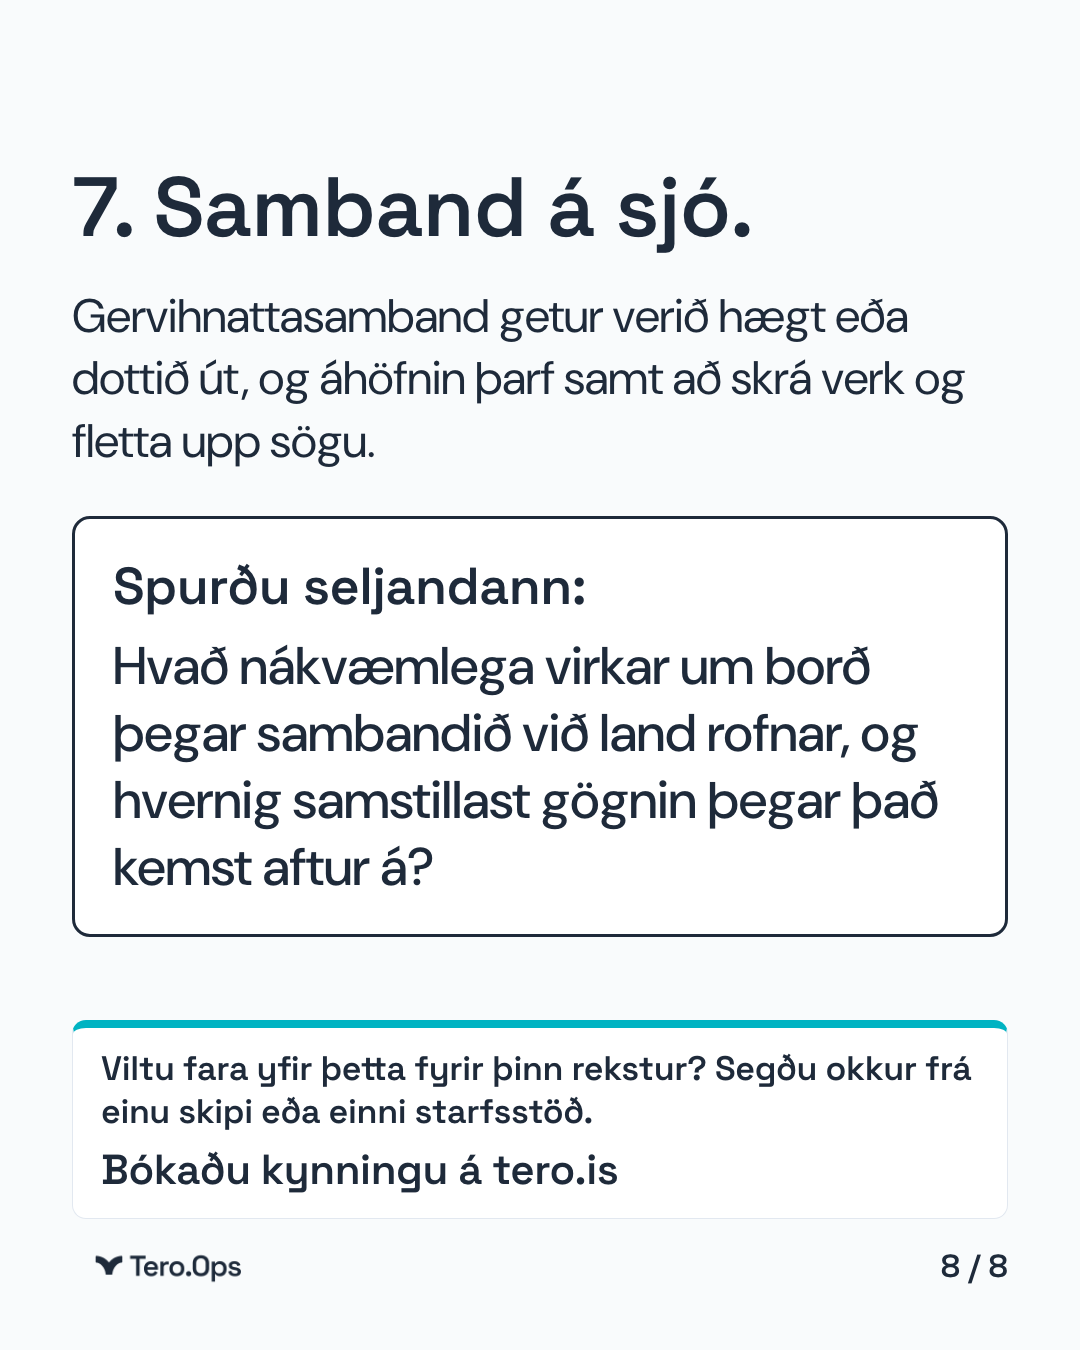 7. Samband á sjó.
Gervihnattasamband getur verið hægt eða
dottið út, og áhöfnin þarf samt að skrá verk og
fletta upp sögu.
Spurðu seljandann:
Hvað nákvæmlega virkar um borð
þegar sambandið við land rofnar, og
hvernig samstillast gögnin þegar það
kemst aftur á?
Viltu fara yfir þetta fyrir þinn rekstur? Segðu okkur frá
einu skipi eða einni starfsstöð.
Bókaðu kynningu á tero.is
Tero.Ops
8 / 8